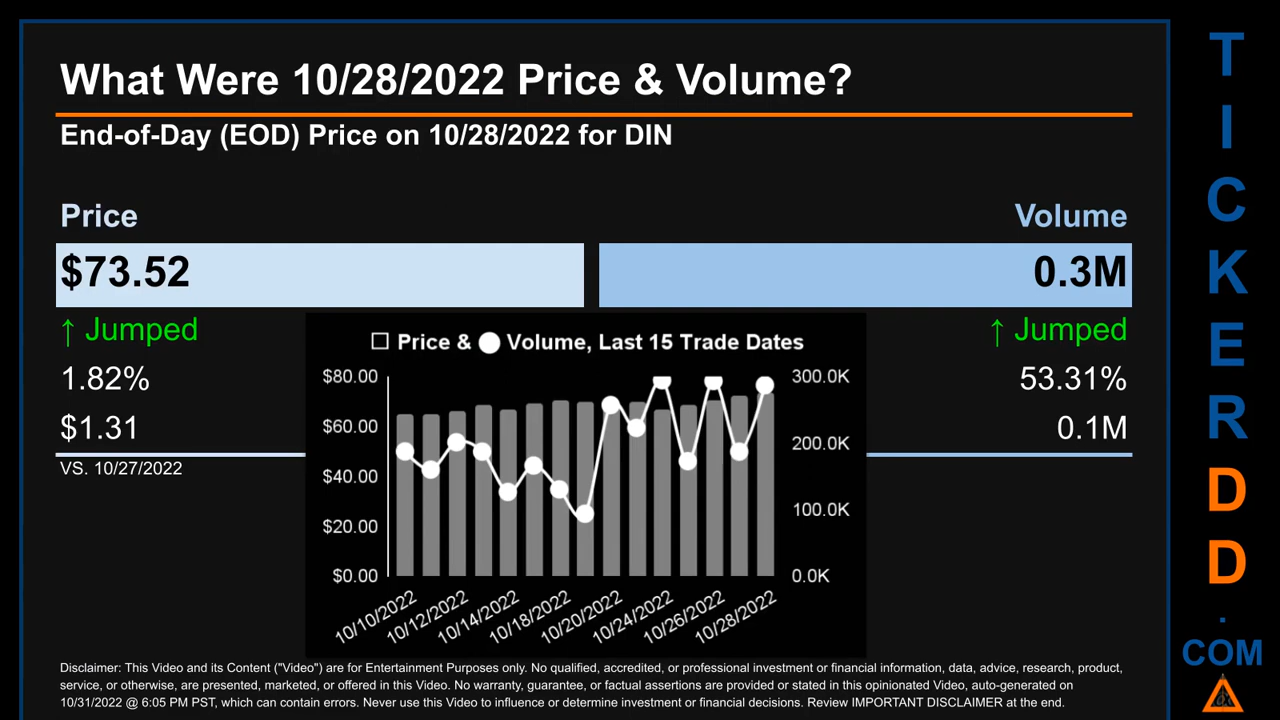 What Were 10/28/2022 Price & Volume?
End-of-Day (EOD) Price on 10/28/2022 for DIN
Price
Volume
$73.52
0.3M
↑ Jumped
↑ Jumped
1.82%
53.31%
$1.31
0.1M
VS. 10/27/2022
Price & Volume, Last 15 Trade Dates
$80.00
$60.00
$40.00
$20.00
$0.00
300.0K
200.0K
100.0K
0.0K
10/10/2022
10/12/2022
10/14/2022
10/18/2022
10/20/2022
10/24/2022
10/26/2022
10/28/2022
Disclaimer: This Video and its Content ("Video") are for Entertainment Purposes only. No qualified, accredited, or professional investment or financial information, data, advice, research, product,
service, or otherwise, are presented, marketed, or offered in this Video. No warranty, guarantee, or factual assertions are provided or stated in this opinionated Video, auto-generated on
10/31/2022 @ 6:05 PM PST, which can contain errors. Never use this Video to influence or determine investment or financial decisions. Review IMPORTANT DISCLAIMER at the end.
T
I
C
K
E
R
D
D
.
COM